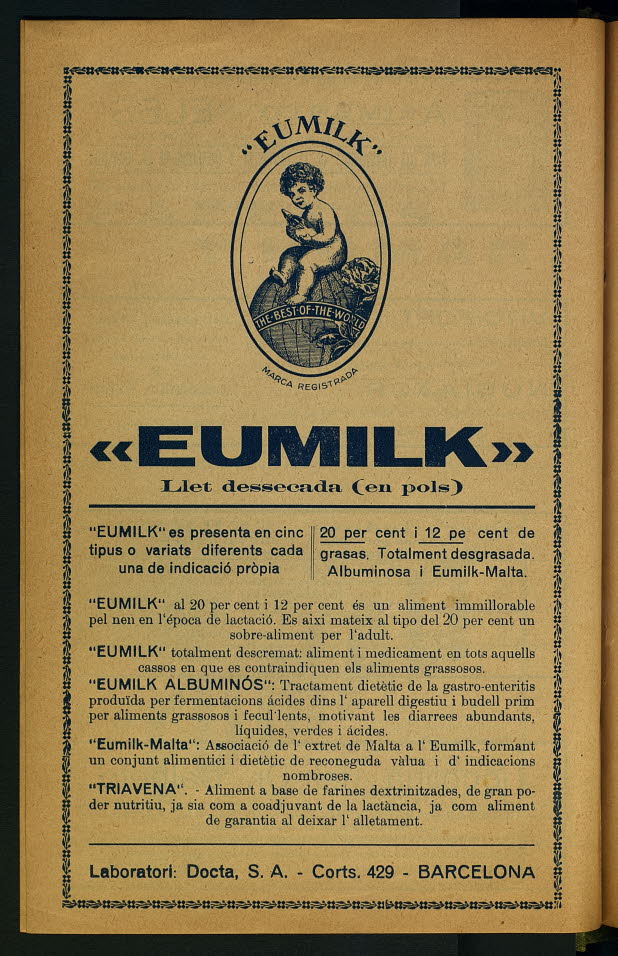 "EUMILK"
THE-BEST-OF-THE-WORLD
MARCA REGISTRADA
«EUMILK»
Llet dessecada (en pols)
"EUMILK" es presenta en cinc
tipus o variats diferents cada
una de indicació pròpia
20 per cent i 12 pe cent de
grasas. Totalment desgrasada.
Albuminosa i Eumilk-Malta.
"EUMILK" al 20 per cent i 12 per cent és un aliment immillorable
pel nen en l'época de lactació. Es aixi mateix al tipo del 20 per cent un
sobre-aliment per l'adult.
"EUMILK" totalment descremat: aliment i medicament en tots aquells
cassos en que es contraindiquen els aliments grassosos.
"EUMILK ALBUMINÓS": Tractament dietètic de la gastro-enteritis
produïda per fermentacions ácides dins l' aparell digestiu i budell prim
per aliments grassosos i fecul'lents, motivant les diarrees abundants,
líquides, verdes i ácides.
"Eumilk-Malta": Associació de l' extret de Malta a l' Eumilk, formant
un conjunt alimentici i dietètic de reconeguda vàlua i d' indicacions
nombroses.
"TRIAVENA". - Aliment a base de farines dextrinitzades, de gran po-
der nutritiu, ja sia com a coadjuvant de la lactància, ja com aliment
de garantia al deixar l' alletament.
Laboratori: Docta, S. A. - Corts. 429 - BARCELONA